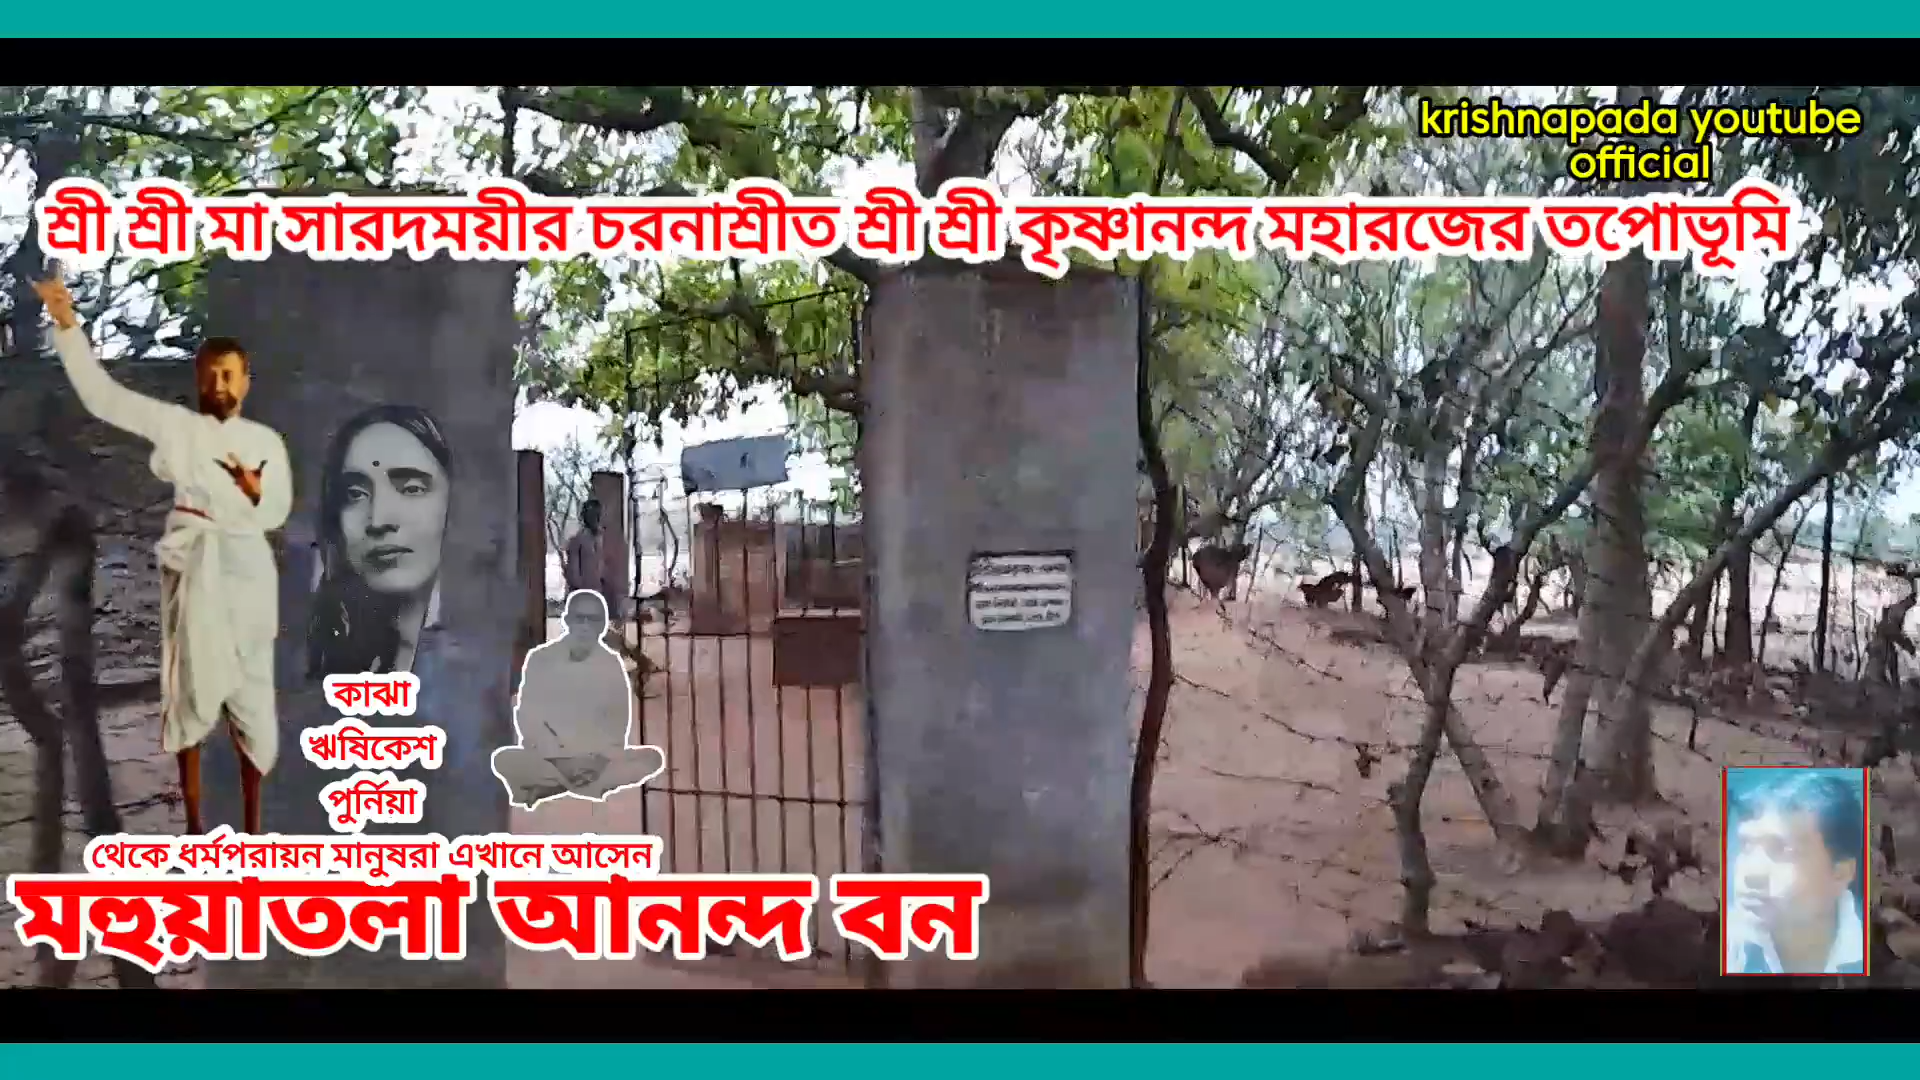 krishnapada youtube
official
শ্রী শ্রী মা সারদময়ীর চরনাশ্রীত শ্রী শ্রী কৃষ্ণানন্দ মহারজের তপোভূমি
কাঝা
ঋষিকেশ
পুর্নিয়া
থেকে ধর্মপরায়ন মানুষরা এখানে আসেন
মহুয়াতলা আনন্দ বন